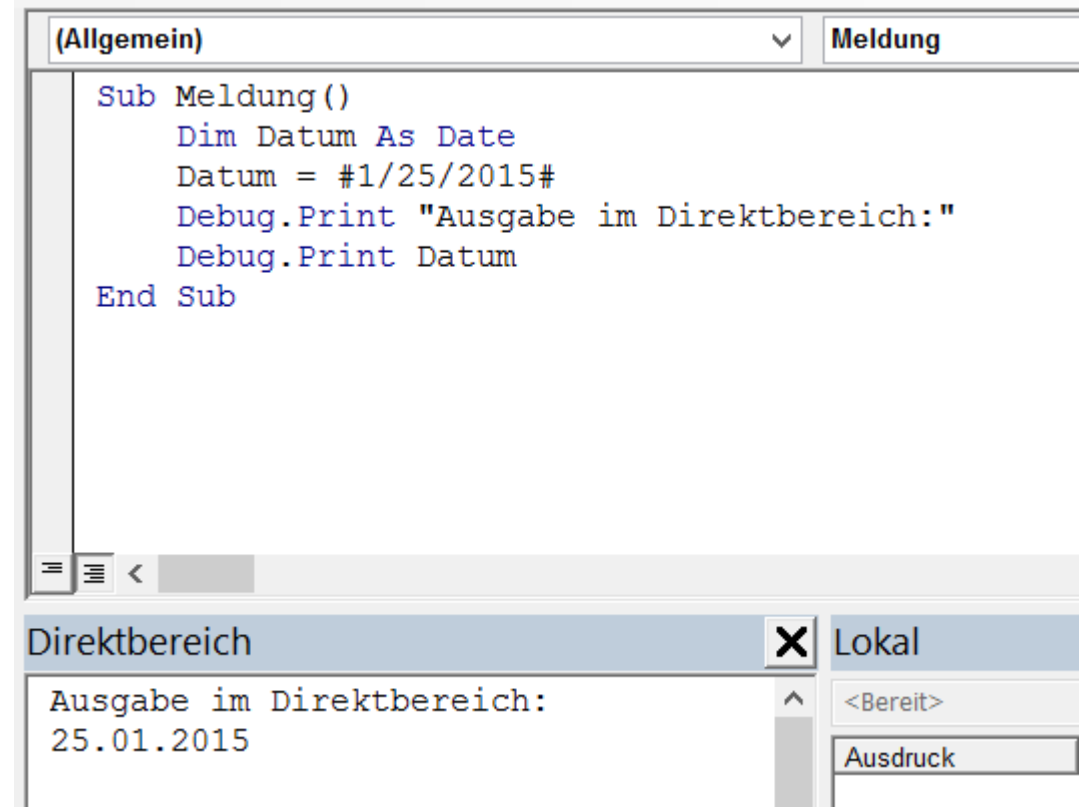 (Allgemein) Meldung
Sub Meldung()
Dim Datum As Date
Datum = #1/25/2015#
Debug.Print "Ausgabe im Direktbereich:"
Debug.Print Datum
End Sub
Direktbereich
Ausgabe im Direktbereich:
25.01.2015
Lokal
<Bereit>
Ausdruck